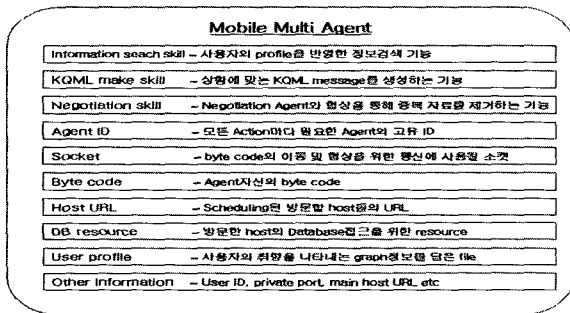 Mobile Multi Agent
Information seach skill – 사용자의 profile을 반영한 정보검색 기능
KQML make skill – 상황에 맞는 KQML message를 생성하는 기능
Negotiation skill – Negotiation Agent와 협상을 통해 중복 자료를 제거하는 기능
Agent ID – 모든 Action마다 필요한 Agent의 고유 ID
Socket – byte code의 이동 및 협상을 위한 통신에 사용될 소켓
Byte code – Agent자신의 byte code
Host URL – Scheduling된 방문할 host들의 URL
DB resource – 방문한 host의 Database접근을 위한 resource
User profile – 사용자의 취향을 나타내는 graph정보를 담은 file
Other Information – User ID, private port, main host URL etc